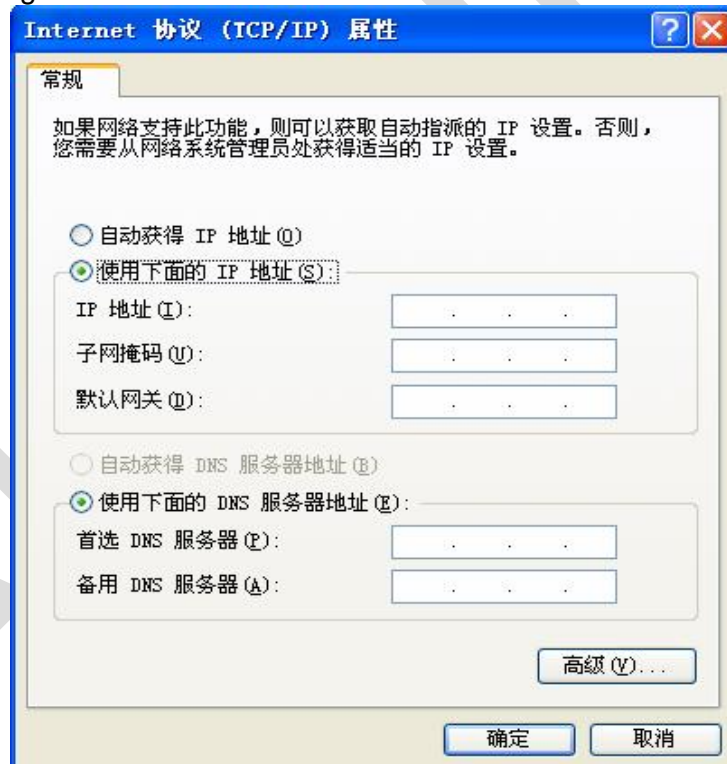 g
Internet 协议 (TCP/IP) 属性
常规
如果网络支持此功能，则可以获取自动指派的 IP 设置。否则，
您需要从网络系统管理员处获得适当的 IP 设置。
自动获得 IP 地址(O)
使用下面的 IP 地址(S):
IP 地址(I):
子网掩码(U):
默认网关(D):
自动获得 DNS 服务器地址(B)
使用下面的 DNS 服务器地址(E):
首选 DNS 服务器(P):
备用 DNS 服务器(A):
高级(V)...
确定
取消